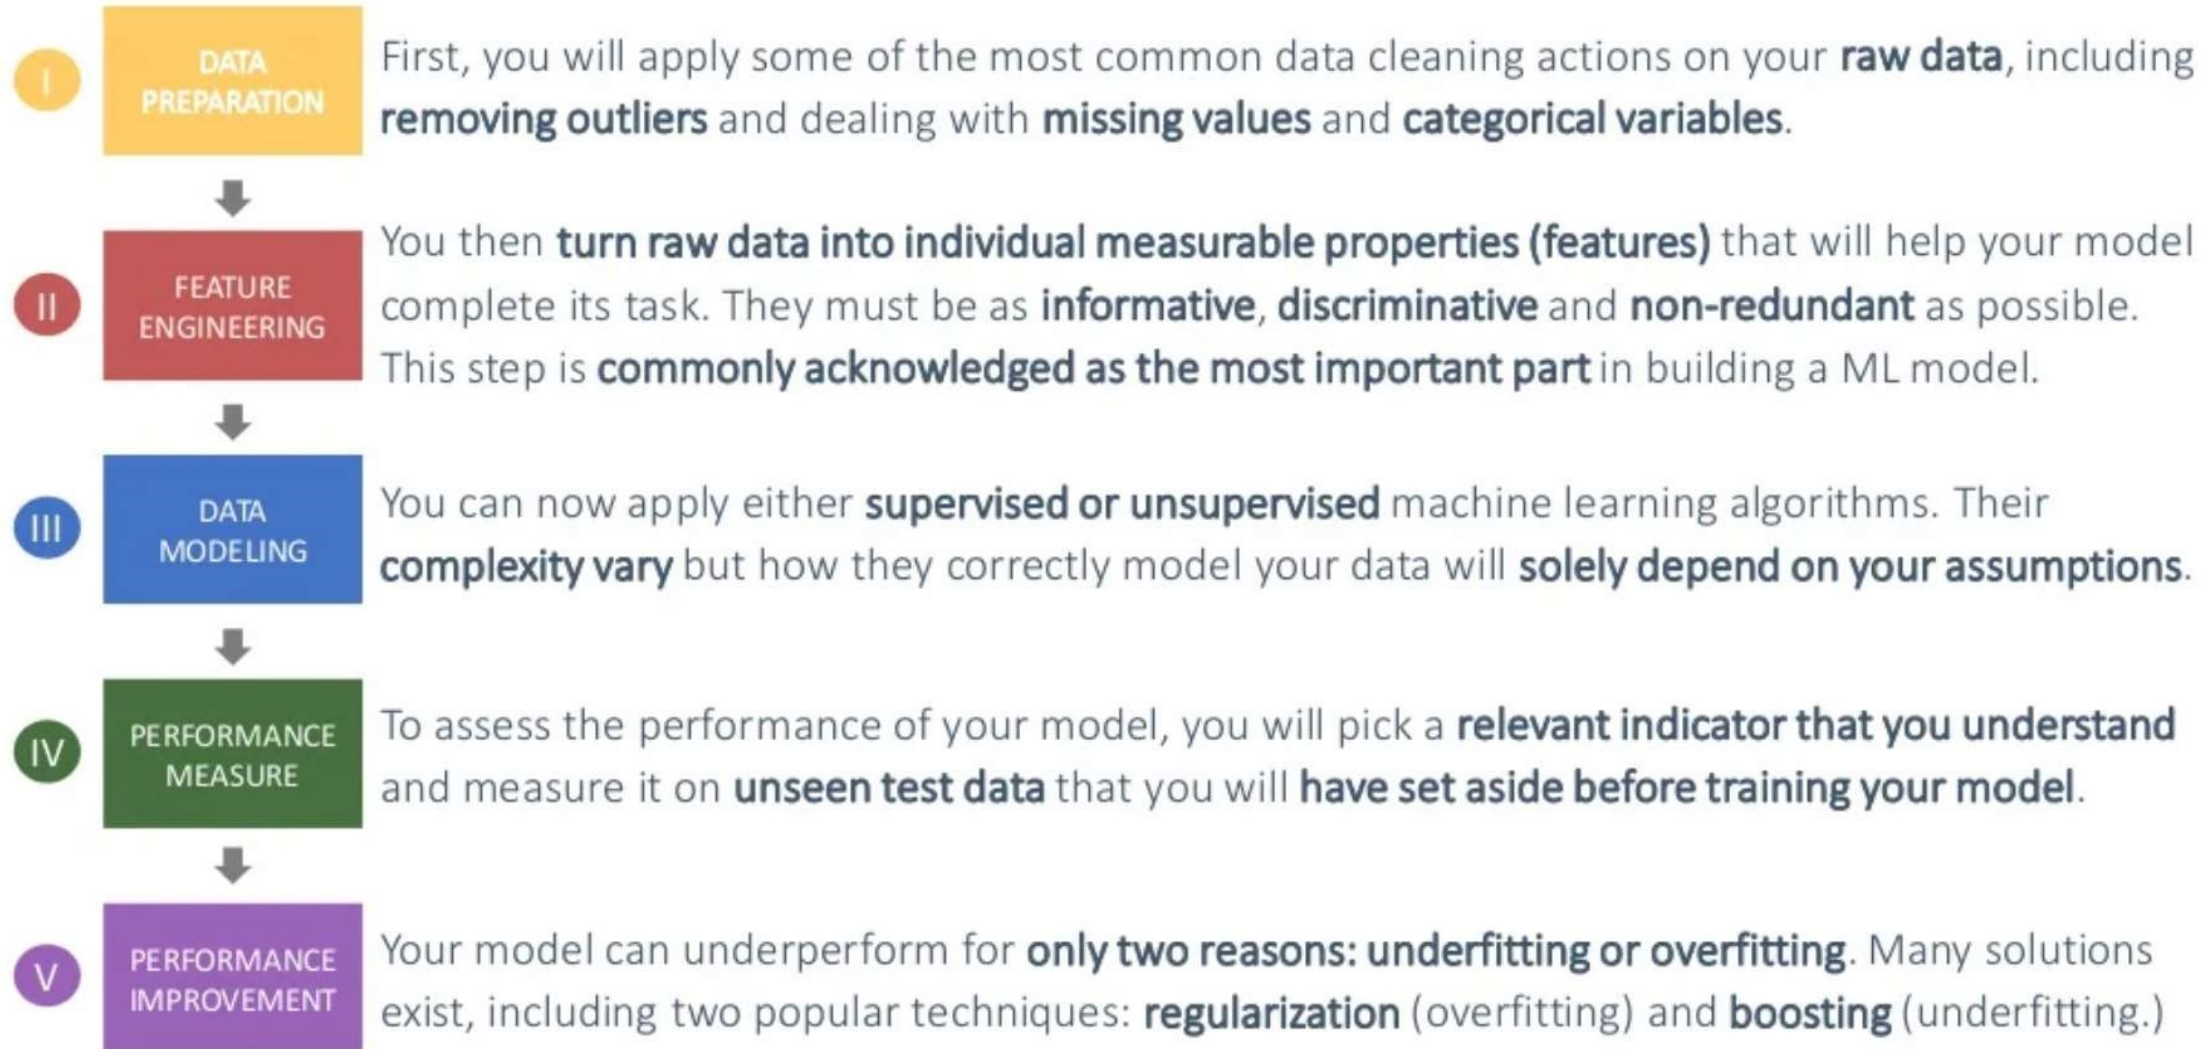 I
DATA
PREPARATION
First, you will apply some of the most common data cleaning actions on your raw data, including
removing outliers and dealing with missing values and categorical variables.
II
FEATURE
ENGINEERING
You then turn raw data into individual measurable properties (features) that will help your model
complete its task. They must be as informative, discriminative and non-redundant as possible.
This step is commonly acknowledged as the most important part in building a ML model.
III
DATA
MODELING
You can now apply either supervised or unsupervised machine learning algorithms. Their
complexity vary but how they correctly model your data will solely depend on your assumptions.
IV
PERFORMANCE
MEASURE
To assess the performance of your model, you will pick a relevant indicator that you understand
and measure it on unseen test data that you will have set aside before training your model.
V
PERFORMANCE
IMPROVEMENT
Your model can underperform for only two reasons: underfitting or overfitting. Many solutions
exist, including two popular techniques: regularization (overfitting) and boosting (underfitting.)